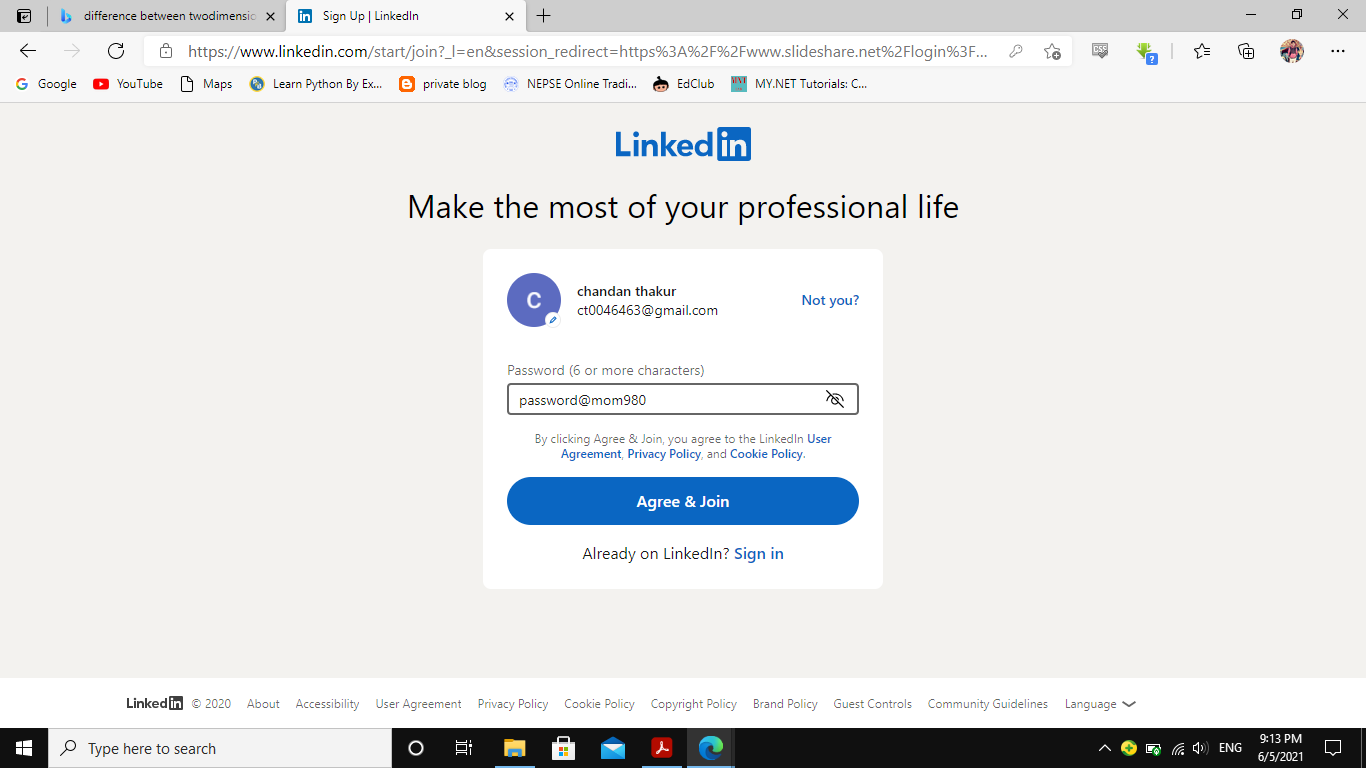 difference between twodimensio
Sign Up | LinkedIn
https://www.linkedin.com/start/join?_l=en&session_redirect=https%3A%2F%2Fwww.slideshare.net%2Flogin%3F...
CSS
?
Google
YouTube
Maps
Learn Python By Ex...
private blog
NEPSE Online Tradi...
EdClub
MY.NET Tutorials: C...
Linkedin
Make the most of your professional life
C
chandan thakur
ct0046463@gmail.com
Not you?
Password (6 or more characters)
password@mom980
By clicking Agree & Join, you agree to the LinkedIn User
Agreement, Privacy Policy, and Cookie Policy.
Agree & Join
Already on LinkedIn? Sign in
Linkedin © 2020 About Accessibility User Agreement Privacy Policy Cookie Policy Copyright Policy Brand Policy Guest Controls Community Guidelines Language
Type here to search
ENG
9:13 PM
6/5/2021